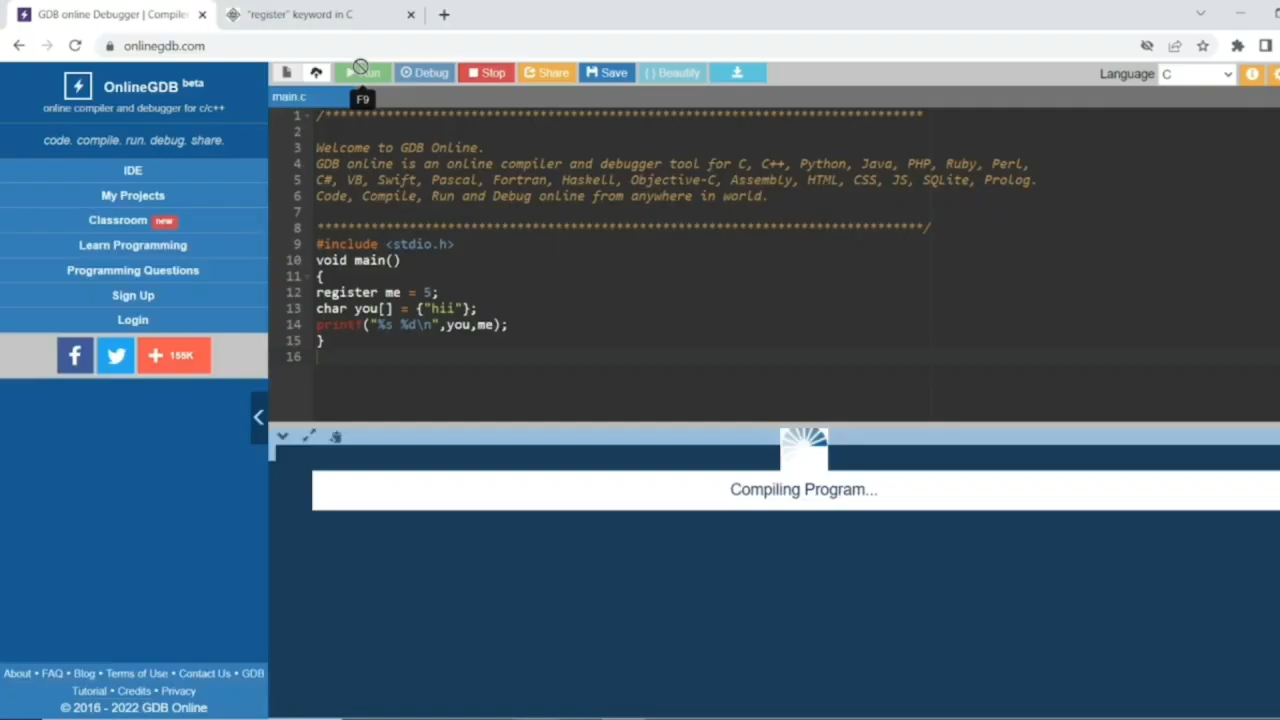 GDB online Debugger | Compiler
"register" keyword in C
onlinegdb.com
OnlineGDB beta
online compiler and debugger for c/c++
code. compile. run. debug. share.
IDE
My Projects
Classroom new
Learn Programming
Programming Questions
Sign Up
Login
155K
About • FAQ • Blog • Terms of Use • Contact Us • GDB
Tutorial • Credits • Privacy
© 2016 - 2022 GDB Online
Debug
Stop
Share
Save
{ } Beautify
Language C
F9
main.c
1 /******************************************************************************
2
3 Welcome to GDB Online.
4 GDB online is an online compiler and debugger tool for C, C++, Python, Java, PHP, Ruby, Perl,
5 C#, VB, Swift, Pascal, Fortran, Haskell, Objective-C, Assembly, HTML, CSS, JS, SQLite, Prolog.
6 Code, Compile, Run and Debug online from anywhere in world.
7
8 *******************************************************************************/
9 #include <stdio.h>
10 void main()
11 {
12 register me = 5;
13 char you[] = {"hii"};
14 printf("%s %d\n",you,me);
15 }
16
Compiling Program...